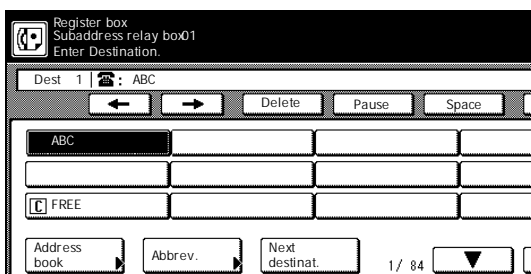 Register box
Subaddress relay box01
Enter Destination.
Dest 1 ☎: ABC
← → Delete Pause Space
ABC
C FREE
Address book Abbrev. Next destinat. 1/ 84 ▼